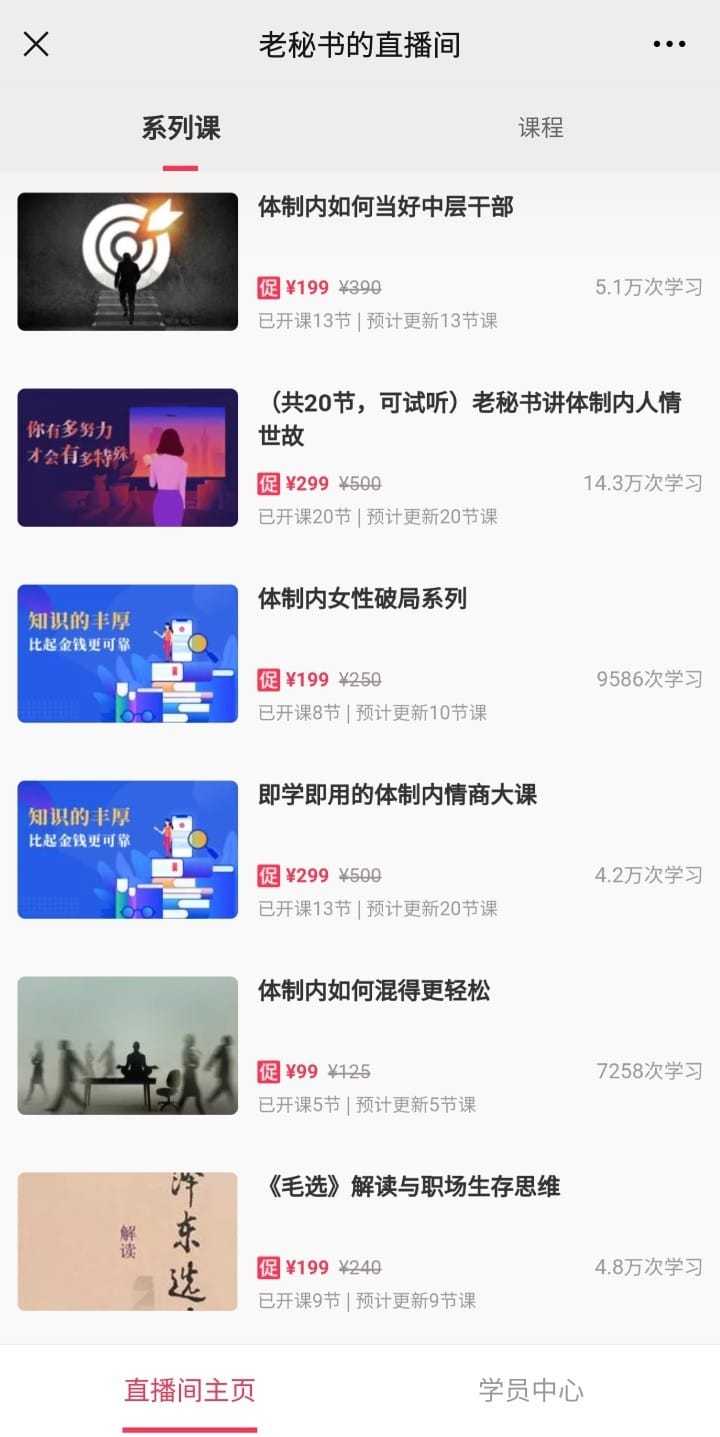 老秘书的直播间
系列课
课程
体制内如何当好中层干部
促 ¥199 ¥390
5.1万次学习
已开课13节 | 预计更新13节课
你有多努力
才会有多特殊
（共20节，可试听）老秘书讲体制内人情
世故
促 ¥299 ¥500
14.3万次学习
已开课20节 | 预计更新20节课
知识的丰厚
比起金钱更可靠
体制内女性破局系列
促 ¥199 ¥250
9586次学习
已开课8节 | 预计更新10节课
知识的丰厚
比起金钱更可靠
即学即用的体制内情商大课
促 ¥299 ¥500
4.2万次学习
已开课13节 | 预计更新20节课
体制内如何混得更轻松
促 ¥99 ¥125
7258次学习
已开课5节 | 预计更新5节课
泽东选
解读
《毛选》解读与职场生存思维
促 ¥199 ¥240
4.8万次学习
已开课9节 | 预计更新9节课
直播间主页
学员中心